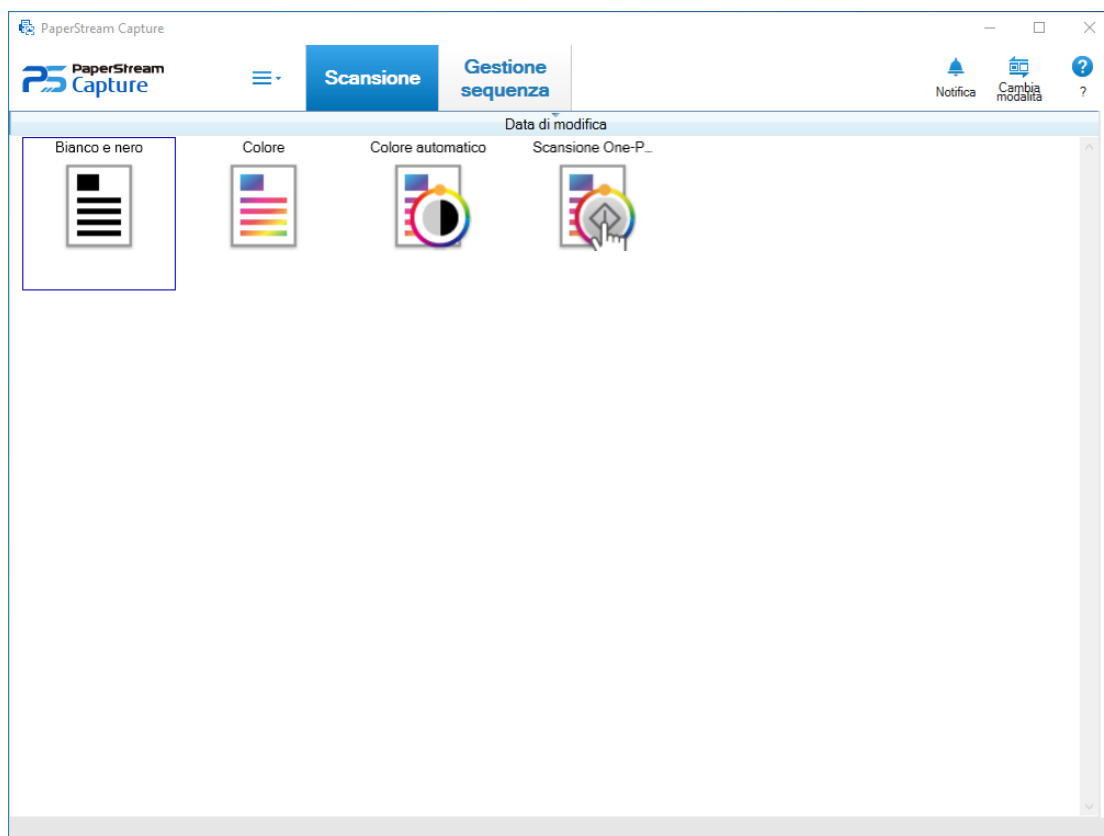 PaperStream Capture
PaperStream
Capture
Scansione
Gestione
sequenza
Notifica
Cambia
modalità
?
Data di modifica
Bianco e nero
Colore
Colore automatico
Scansione One-P...